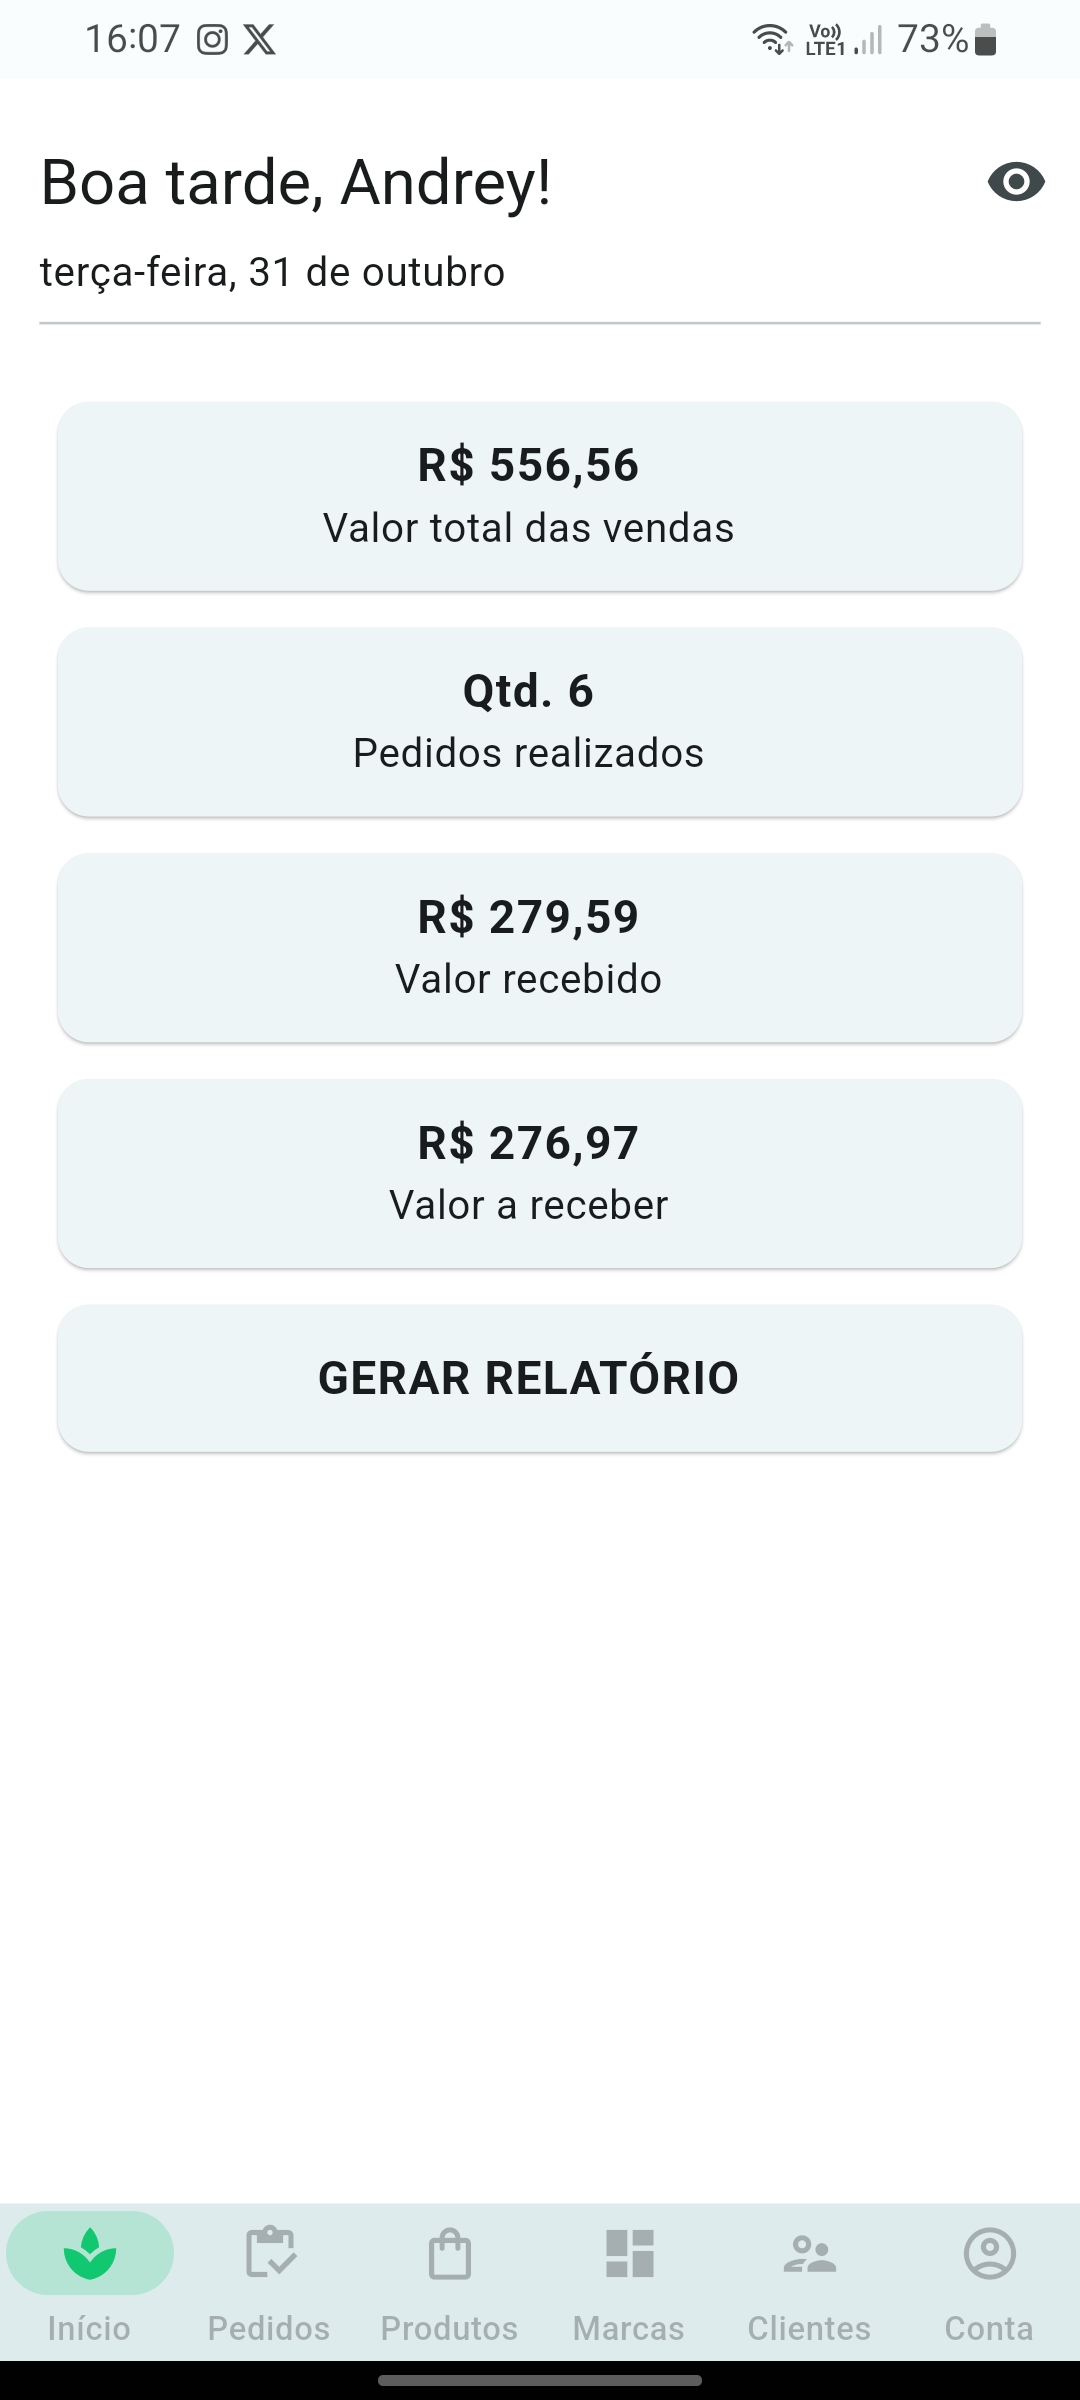 16:07
Vo))
LTE1
73%
Boa tarde, Andrey!
terça-feira, 31 de outubro
R$ 556,56
Valor total das vendas
Qtd. 6
Pedidos realizados
R$ 279,59
Valor recebido
R$ 276,97
Valor a receber
GERAR RELATÓRIO
Início
Pedidos
Produtos
Marcas
Clientes
Conta